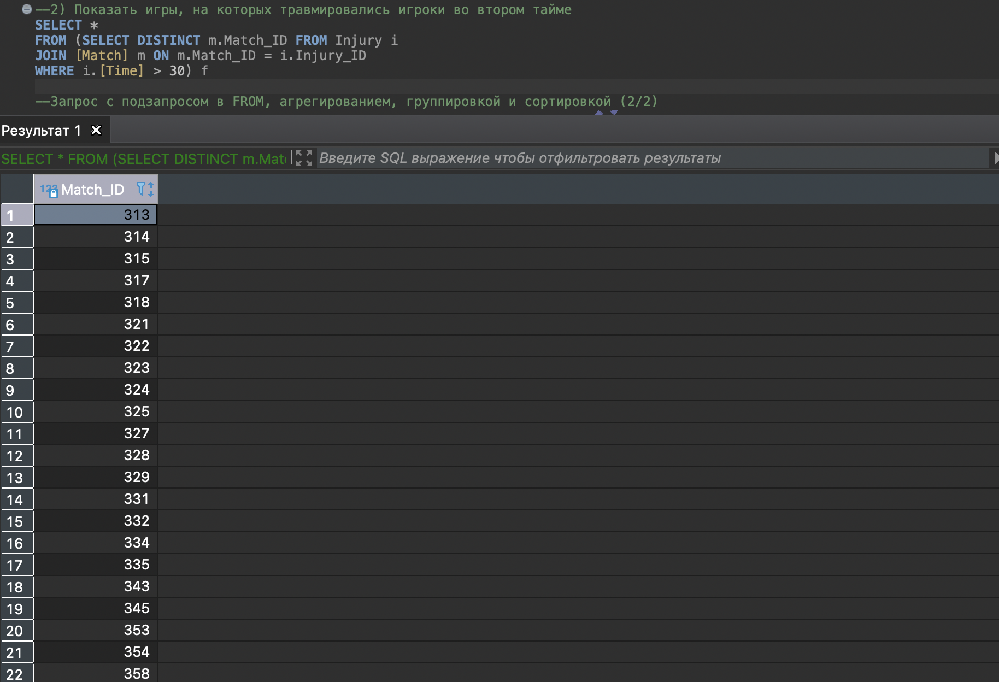 --2) Показать игры, на которых травмировались игроки во втором тайме
SELECT *
FROM (SELECT DISTINCT m.Match_ID FROM Injury i
JOIN [Match] m ON m.Match_ID = i.Injury_ID
WHERE i.[Time] > 30) f
--Запрос с подзапросом в FROM, агрегированием, группировкой и сортировкой (2/2)
Результат 1
SELECT * FROM (SELECT DISTINCT m.Matc
Введите SQL выражение чтобы отфильтровать результаты
123 Match_ID
1 313
2 314
3 315
4 317
5 318
6 321
7 322
8 323
9 324
10 325
11 327
12 328
13 329
14 331
15 332
16 334
17 335
18 343
19 345
20 353
21 354
22 358